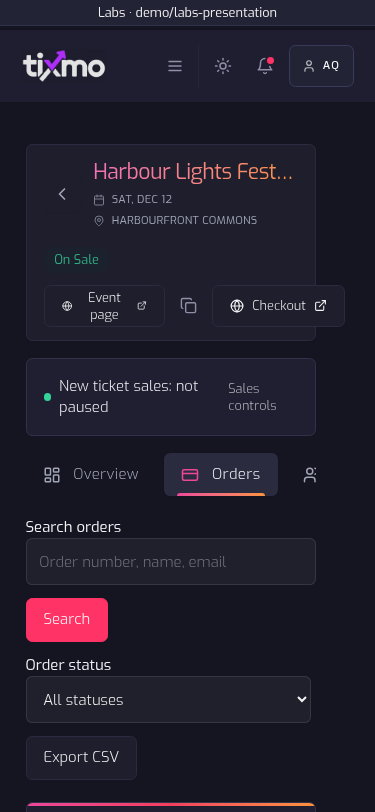 Labs · demo/labs-presentation
tixmo
AQ
Harbour Lights Fest...
SAT, DEC 12
HARBOURFRONT COMMONS
On Sale
Event
page
Checkout
New ticket sales: not
paused
Sales
controls
Overview
Orders
Search orders
Order number, name, email
Search
Order status
All statuses
Export CSV